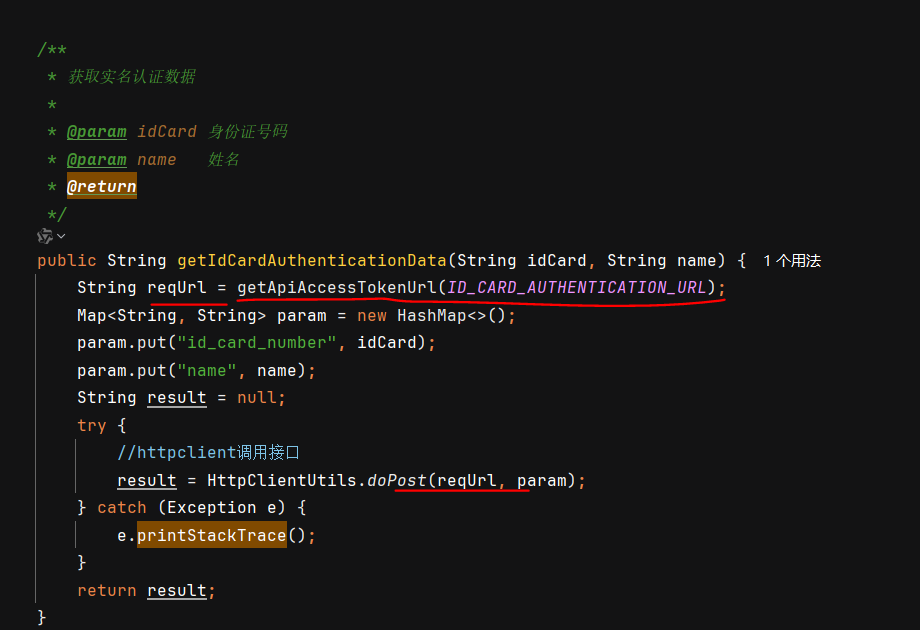 /**
 * 获取实名认证数据
 *
 * @param idCard 身份证号码
 * @param name   姓名
 * @return
 */
public String getIdCardAuthenticationData(String idCard, String name) {  1个用法
    String reqUrl = getApiAccessTokenUrl(ID_CARD_AUTHENTICATION_URL);
    Map<String, String> param = new HashMap<>();
    param.put("id_card_number", idCard);
    param.put("name", name);
    String result = null;
    try {
        //httpclient调用接口
        result = HttpClientUtils.doPost(reqUrl, param);
    } catch (Exception e) {
        e.printStackTrace();
    }
    return result;
}